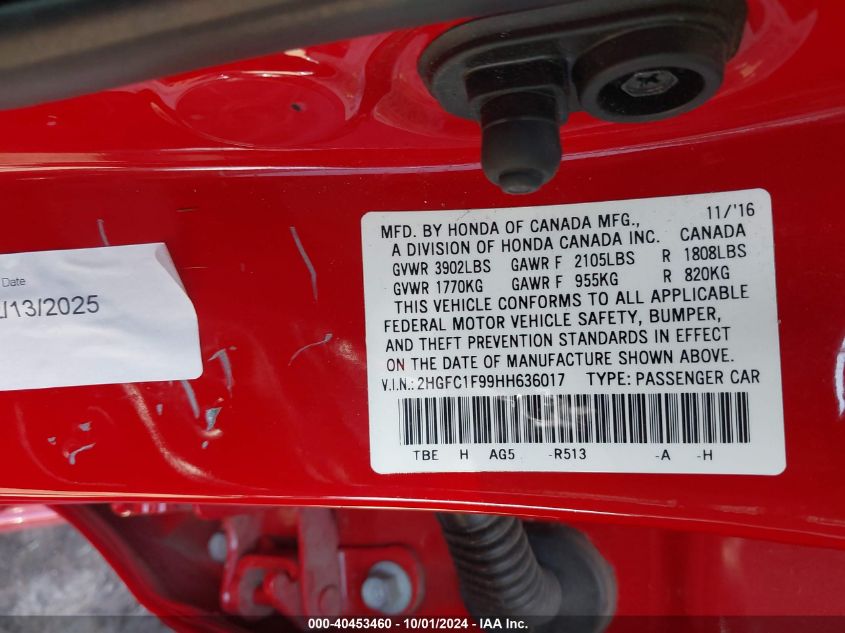 11/'16
MFD. BY HONDA OF CANADA MFG.,
A DIVISION OF HONDA CANADA INC. CANADA
GVWR 3902LBS GAWR F 2105LBS R 1808LBS
GVWR 1770KG GAWR F 955KG R 820KG
THIS VEHICLE CONFORMS TO ALL APPLICABLE
FEDERAL MOTOR VEHICLE SAFETY, BUMPER,
AND THEFT PREVENTION STANDARDS IN EFFECT
ON THE DATE OF MANUFACTURE SHOWN ABOVE.
V.I.N.: 2HGFC1F99HH636017 TYPE: PASSENGER CAR
TBE H AG5 -R513 -A -H
Date
/13/2025
000-40453460 - 10/01/2024 - IAA Inc.